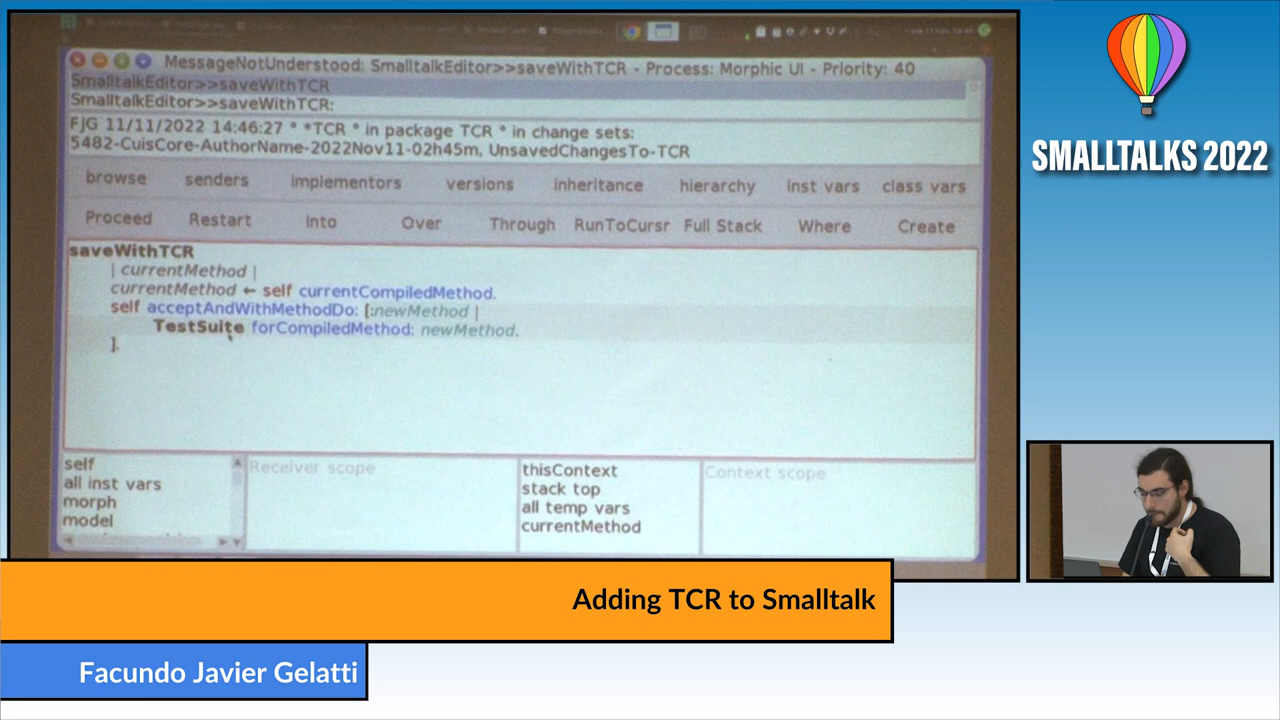 MessageNotUnderstood: SmalltalkEditor>>saveWithTCR - Process: Morphic UI - Priority: 40
SmalltalkEditor>>saveWithTCR
SmalltalkEditor>>saveWithTCR:
FJG 11/11/2022 14:46:27 * *TCR * in package TCR * in change sets:
5482-CuisCore-AuthorName-2022Nov11-02h45m, UnsavedChangesTo-TCR
browse senders implementors versions inheritance hierarchy inst vars class vars
Proceed Restart Into Over Through RunToCursr Full Stack Where Create
saveWithTCR
| currentMethod |
currentMethod ← self currentCompiledMethod.
self acceptAndWithMethodDo: [:newMethod |
TestSuite forCompiledMethod: newMethod.
].
self
all inst vars
morph
model
Receiver scope
thisContext
stack top
all temp vars
currentMethod
Context scope
SMALLTALKS 2022
Adding TCR to Smalltalk
Facundo Javier Gelatti